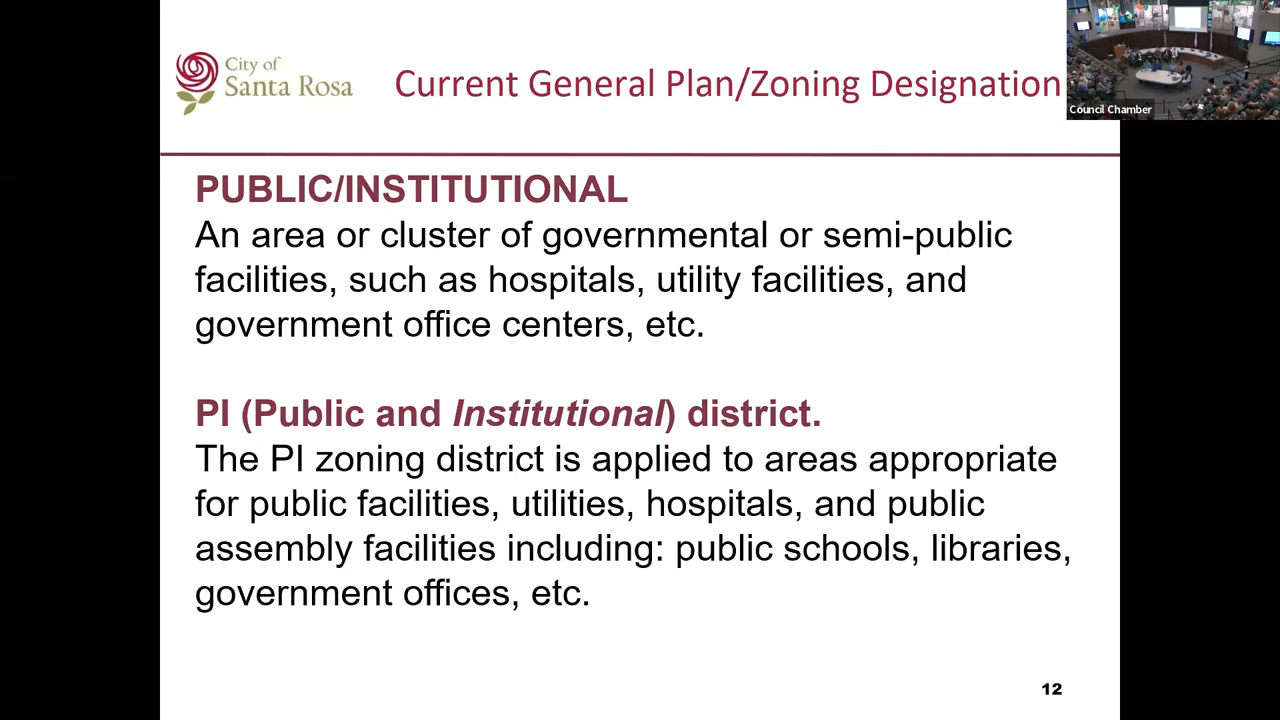 City of
Santa Rosa
Current General Plan/Zoning Designation
Council Chamber
PUBLIC/INSTITUTIONAL
An area or cluster of governmental or semi-public
facilities, such as hospitals, utility facilities, and
government office centers, etc.
PI (Public and Institutional) district.
The PI zoning district is applied to areas appropriate
for public facilities, utilities, hospitals, and public
assembly facilities including: public schools, libraries,
government offices, etc.
12